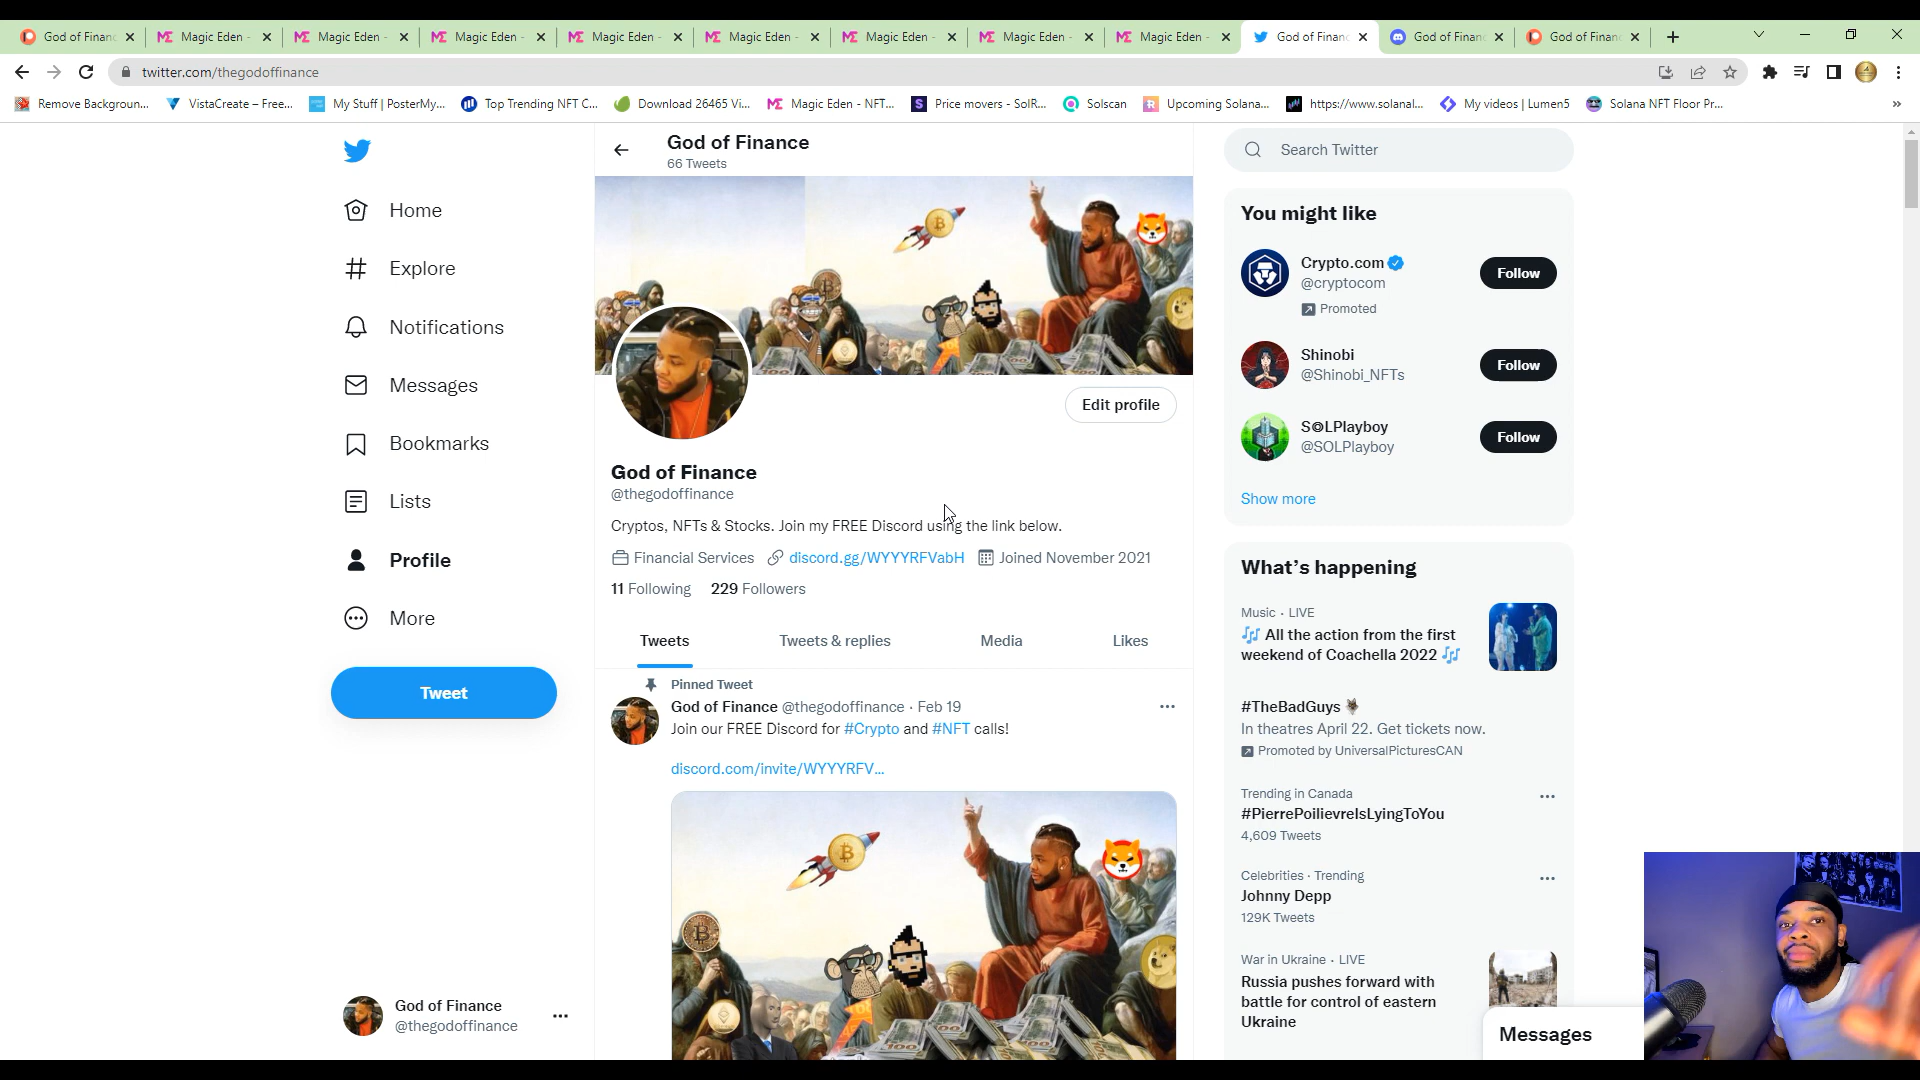 God of Financ
Magic Eden -
Magic Eden -
Magic Eden -
Magic Eden -
Magic Eden -
Magic Eden -
Magic Eden -
Magic Eden -
God of Financ
God of Finan
God of Financ
twitter.com/thegodoffinance
Remove Backgroun...
VistaCreate – Free...
My Stuff | PosterMy...
Top Trending NFT C...
Download 26465 Vi...
Magic Eden - NFT...
Price movers - SolR...
Solscan
Upcoming Solana...
https://www.solanal...
My videos | Lumen5
Solana NFT Floor Pr...
Home
Explore
Notifications
Messages
Bookmarks
Lists
Profile
More
Tweet
God of Finance
@thegodoffinance
God of Finance
66 Tweets
Edit profile
God of Finance
@thegodoffinance
Cryptos, NFTs & Stocks. Join my FREE Discord using the link below.
Financial Services discord.gg/WYYYRFVabH Joined November 2021
11 Following 229 Followers
Tweets Tweets & replies Media Likes
Pinned Tweet
God of Finance @thegodoffinance · Feb 19
Join our FREE Discord for #Crypto and #NFT calls!
discord.com/invite/WYYYRFV...
Search Twitter
You might like
Crypto.com
@cryptocom
Promoted
Follow
Shinobi
@Shinobi_NFTs
Follow
S◎LPlayboy
@SOLPlayboy
Follow
Show more
What's happening
Music · LIVE
🎶 All the action from the first
weekend of Coachella 2022 🎶
#TheBadGuys
In theatres April 22. Get tickets now.
Promoted by UniversalPicturesCAN
Trending in Canada
#PierrePoilievreIsLyingToYou
4,609 Tweets
Celebrities · Trending
Johnny Depp
129K Tweets
War in Ukraine · LIVE
Russia pushes forward with
battle for control of eastern
Ukraine
Messages